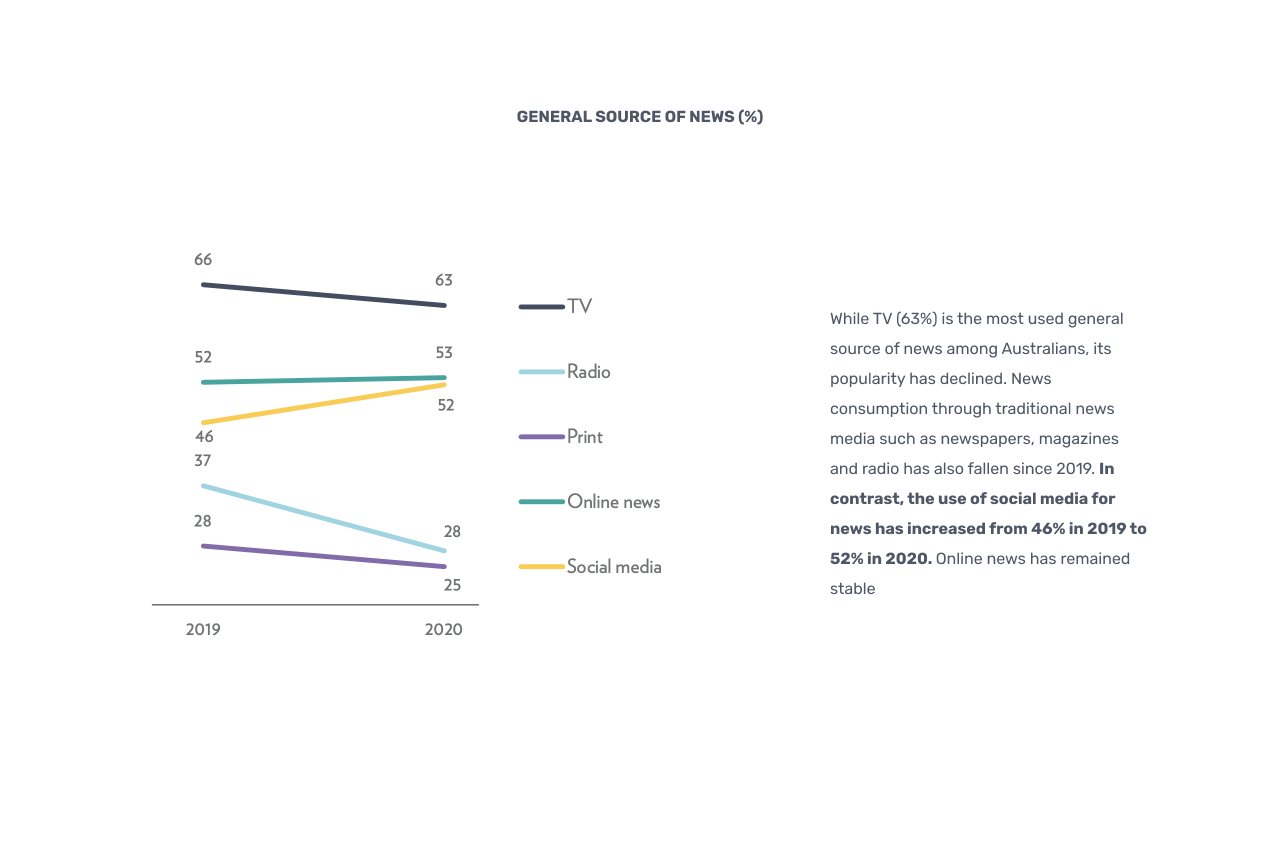 GENERAL SOURCE OF NEWS (%)
66
63
52
53
52
46
37
28
28
25
2019
2020
TV
Radio
Print
Online news
Social media
While TV (63%) is the most used general
source of news among Australians, its
popularity has declined. News
consumption through traditional news
media such as newspapers, magazines
and radio has also fallen since 2019. In
contrast, the use of social media for
news has increased from 46% in 2019 to
52% in 2020. Online news has remained
stable